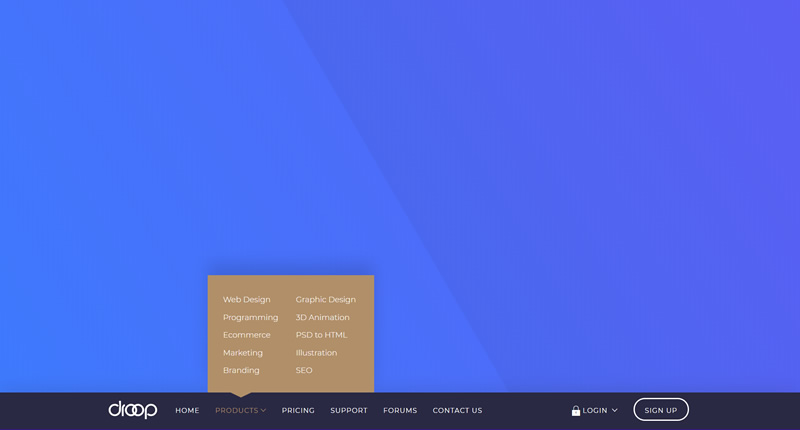 Web Design
Programming
Ecommerce
Marketing
Branding
Graphic Design
3D Animation
PSD to HTML
Illustration
SEO
droop HOME PRODUCTS PRICING SUPPORT FORUMS CONTACT US LOGIN SIGN UP